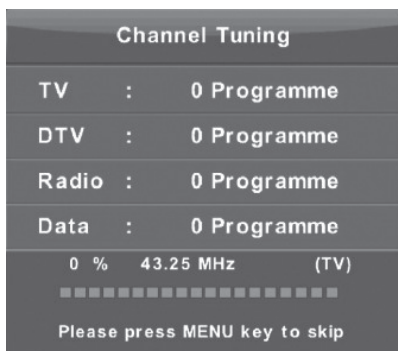 Channel Tuning
TV : 0 Programme
DTV : 0 Programme
Radio : 0 Programme
Data : 0 Programme
0 % 43.25 MHz (TV)
Please press MENU key to skip